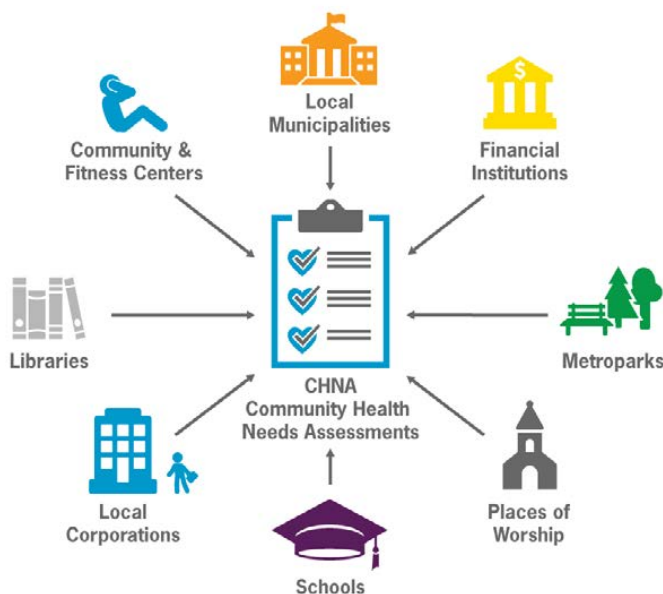 Local
Municipalities
Community &
Fitness Centers
$
Financial
Institutions
Libraries
Metroparks
CHNA
Community Health
Needs Assessments
Local
Corporations
Places of
Worship
Schools